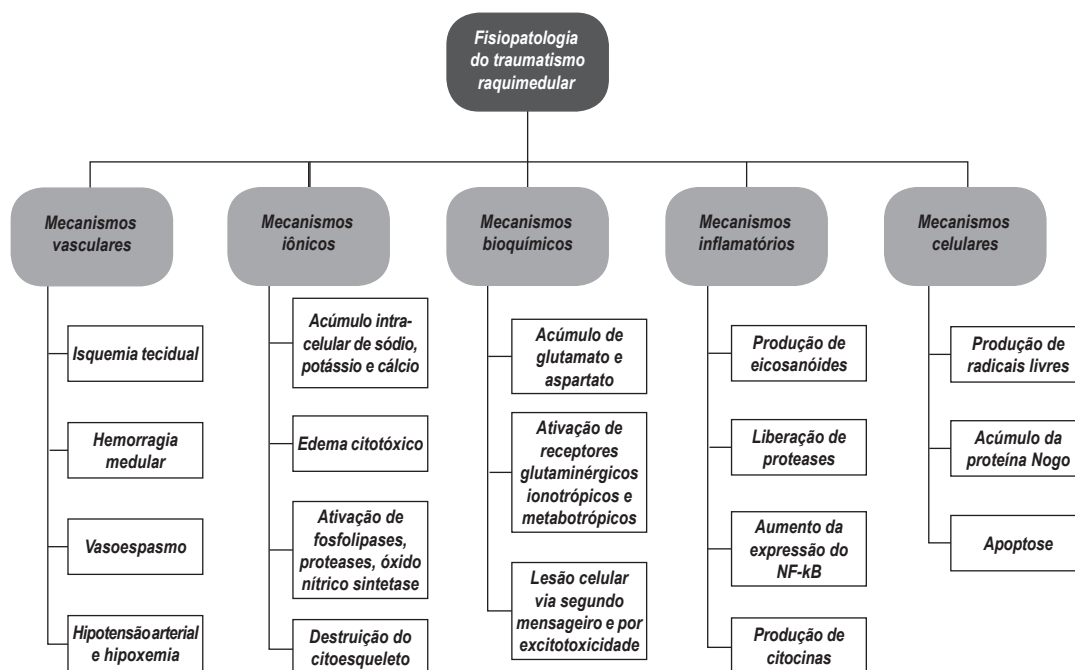 Fisiopatologia
do traumatismo
raquimedular
Mecanismos
vasculares
Isquemia tecidual
Hemorragia
medular
Vasoespasmo
Hipotensão arterial
e hipoxemia
Mecanismos
iônicos
Acúmulo intra-
celular de sódio,
potássio e cálcio
Edema citotóxico
Ativação de
fosfolipases,
proteases, óxido
nítrico sintetase
Destruição do
citoesqueleto
Mecanismos
bioquímicos
Acúmulo de
glutamato e
aspartato
Ativação de
receptores
glutaminérgicos
ionotrópicos e
metabotrópicos
Lesão celular
via segundo
mensageiro e por
excitotoxicidade
Mecanismos
inflamatórios
Produção de
eicosanóides
Liberação de
proteases
Aumento da
expressão do
NF-kB
Produção de
citocinas
Mecanismos
celulares
Produção de
radicais livres
Acúmulo da
proteína Nogo
Apoptose